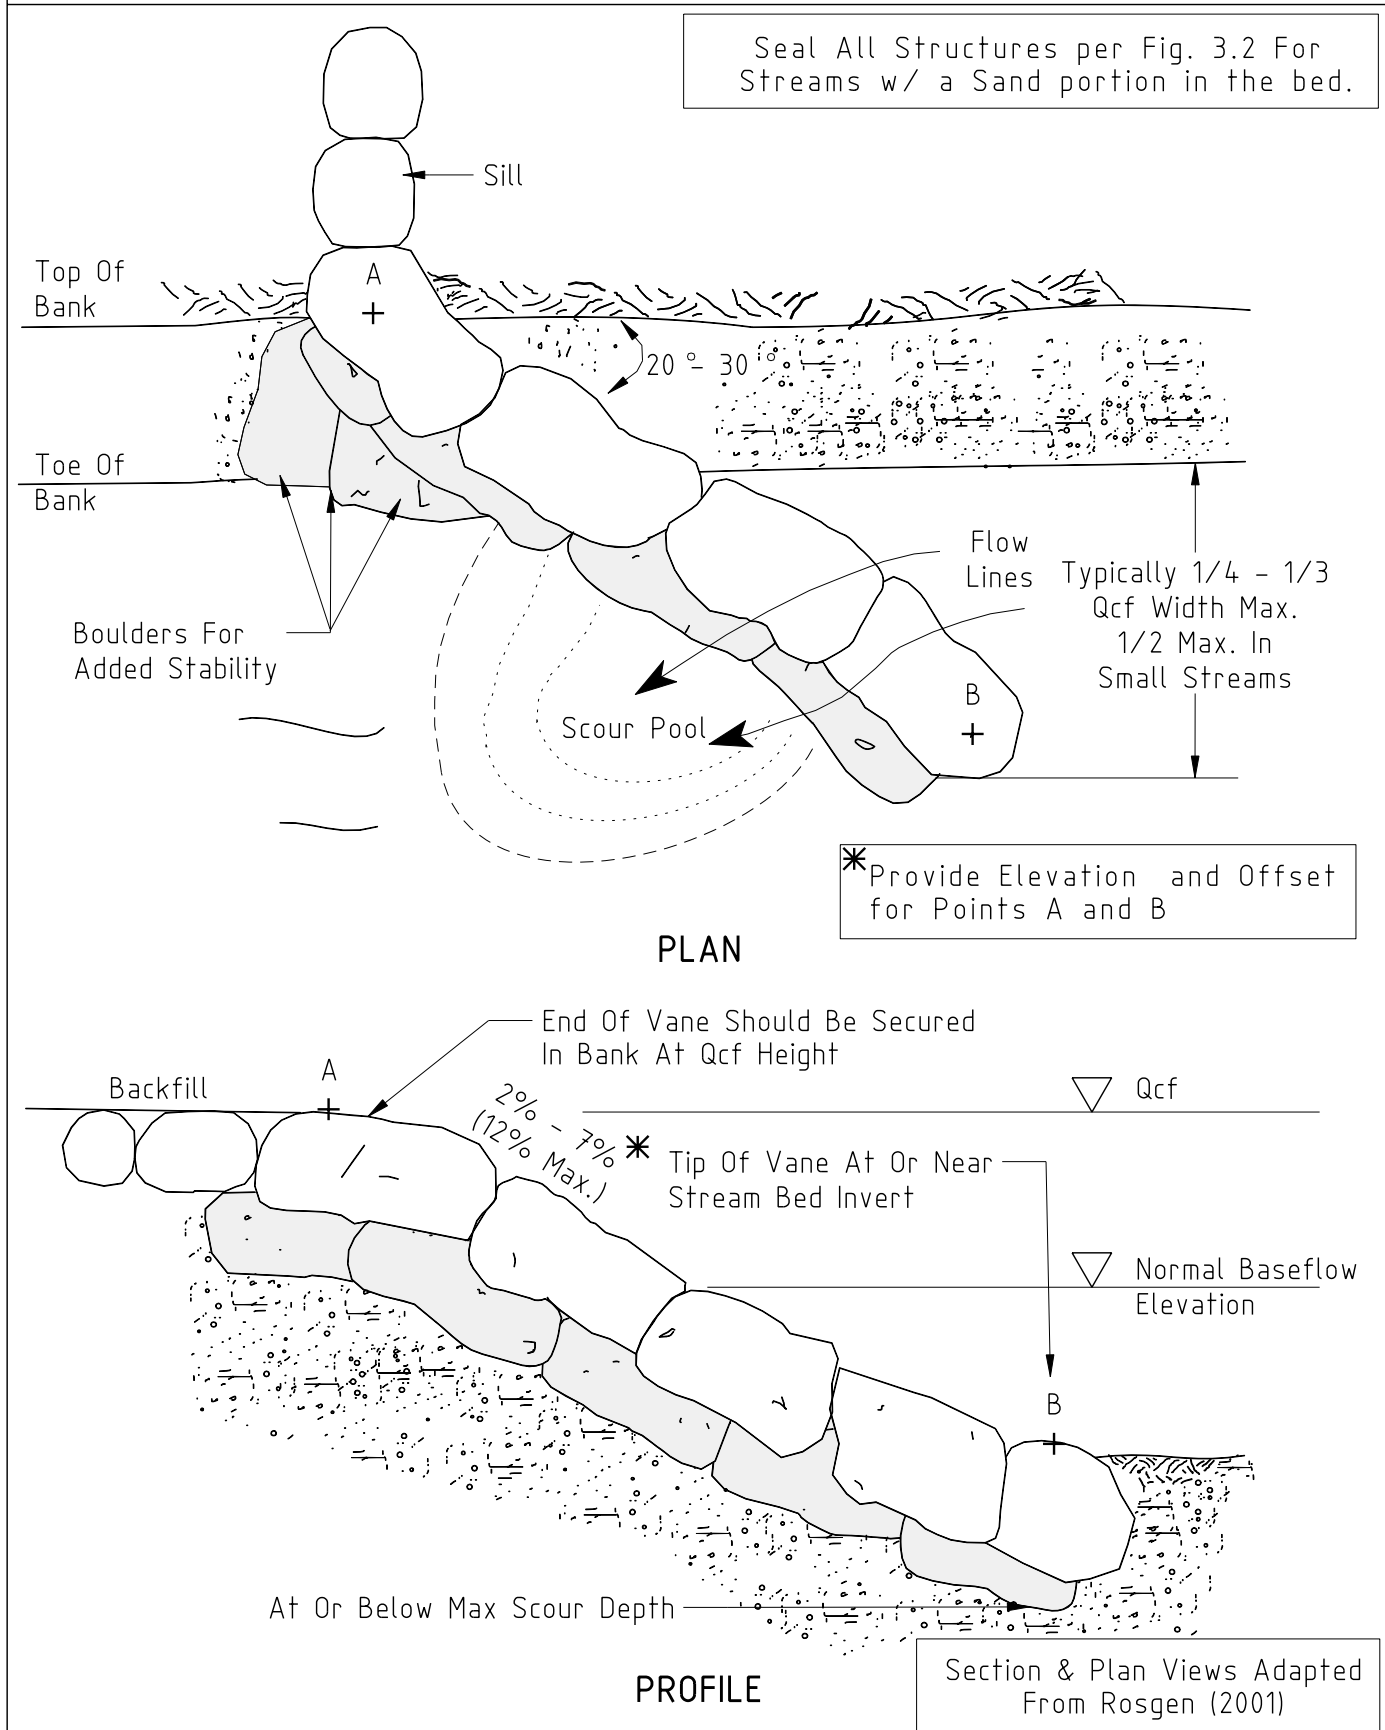 Seal All Structures per Fig. 3.2 For
Streams w/ a Sand portion in the bed.
Sill
Top Of
Bank
A
20° - 30°
Toe Of
Bank
Flow
Lines
Typically 1/4 - 1/3
Qcf Width Max.
1/2 Max. In
Small Streams
Boulders For
Added Stability
B
Scour Pool
* Provide Elevation and Offset
for Points A and B
PLAN
End Of Vane Should Be Secured
In Bank At Qcf Height
A
Backfill
Qcf
2% - 7% *
(12% Max.)
Tip Of Vane At Or Near
Stream Bed Invert
Normal Baseflow
Elevation
B
At Or Below Max Scour Depth
PROFILE
Section & Plan Views Adapted
From Rosgen (2001)